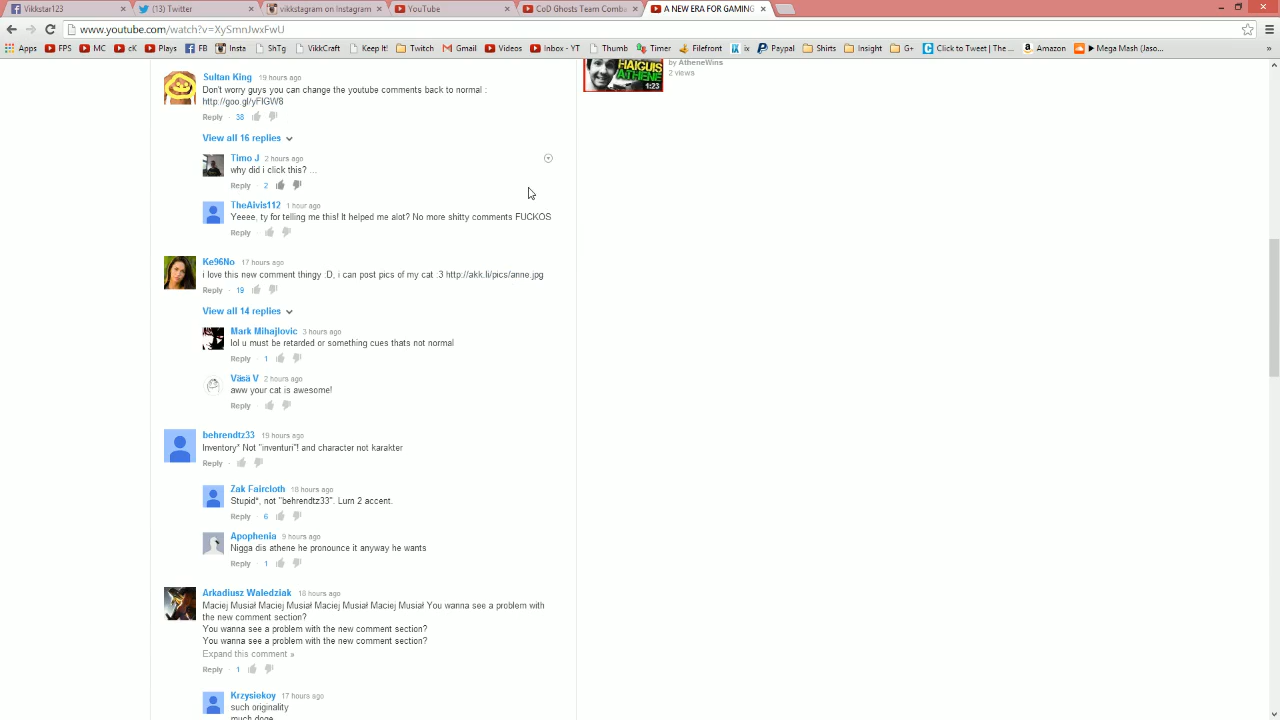 Vikkstar123
(13) Twitter
vikkstagram on Instagram
YouTube
CoD Ghosts Team Comba
A NEW ERA FOR GAMING
www.youtube.com/watch?v=XySmnJwxFwU
Apps
FPS
MC
cK
Plays
FB
Insta
ShTg
VikkCraft
Keep It!
Twitch
Gmail
Videos
Inbox - YT
Thumb
Timer
Filefront
ix
Paypal
Shirts
Insight
G+
Click to Tweet | The ...
Amazon
Mega Mash (Jaso...
»
HAIGUIS
ATHENE
1:23
by AtheneWins
2 views
Sultan King 19 hours ago
Don't worry guys you can change the youtube comments back to normal :
http://goo.gl/yFIGW8
Reply · 38
View all 16 replies
Timo J 2 hours ago
why did i click this? ...
Reply · 2
TheAivis112 1 hour ago
Yeeee, ty for telling me this! It helped me alot? No more shitty comments FUCKOS
Reply ·
Ke96No 17 hours ago
i love this new comment thingy :D, i can post pics of my cat :3 http://akk.li/pics/anne.jpg
Reply · 19
View all 14 replies
Mark Mihajlovic 3 hours ago
lol u must be retarded or something cues thats not normal
Reply · 1
Väsä V 2 hours ago
aww your cat is awesome!
Reply ·
behrendtz33 19 hours ago
Inventory* Not "inventuri"! and character not karakter
Reply ·
Zak Faircloth 18 hours ago
Stupid*, not "behrendtz33". Lurn 2 accent.
Reply · 6
Apophenia 9 hours ago
Nigga dis athene he pronounce it anyway he wants
Reply · 1
Arkadiusz Waledziak 18 hours ago
Maciej Musiał Maciej Musiał Maciej Musiał Maciej Musiał You wanna see a problem with
the new comment section?
You wanna see a problem with the new comment section?
You wanna see a problem with the new comment section?
Expand this comment »
Reply · 1
Krzysiekoy 17 hours ago
such originality
much doge